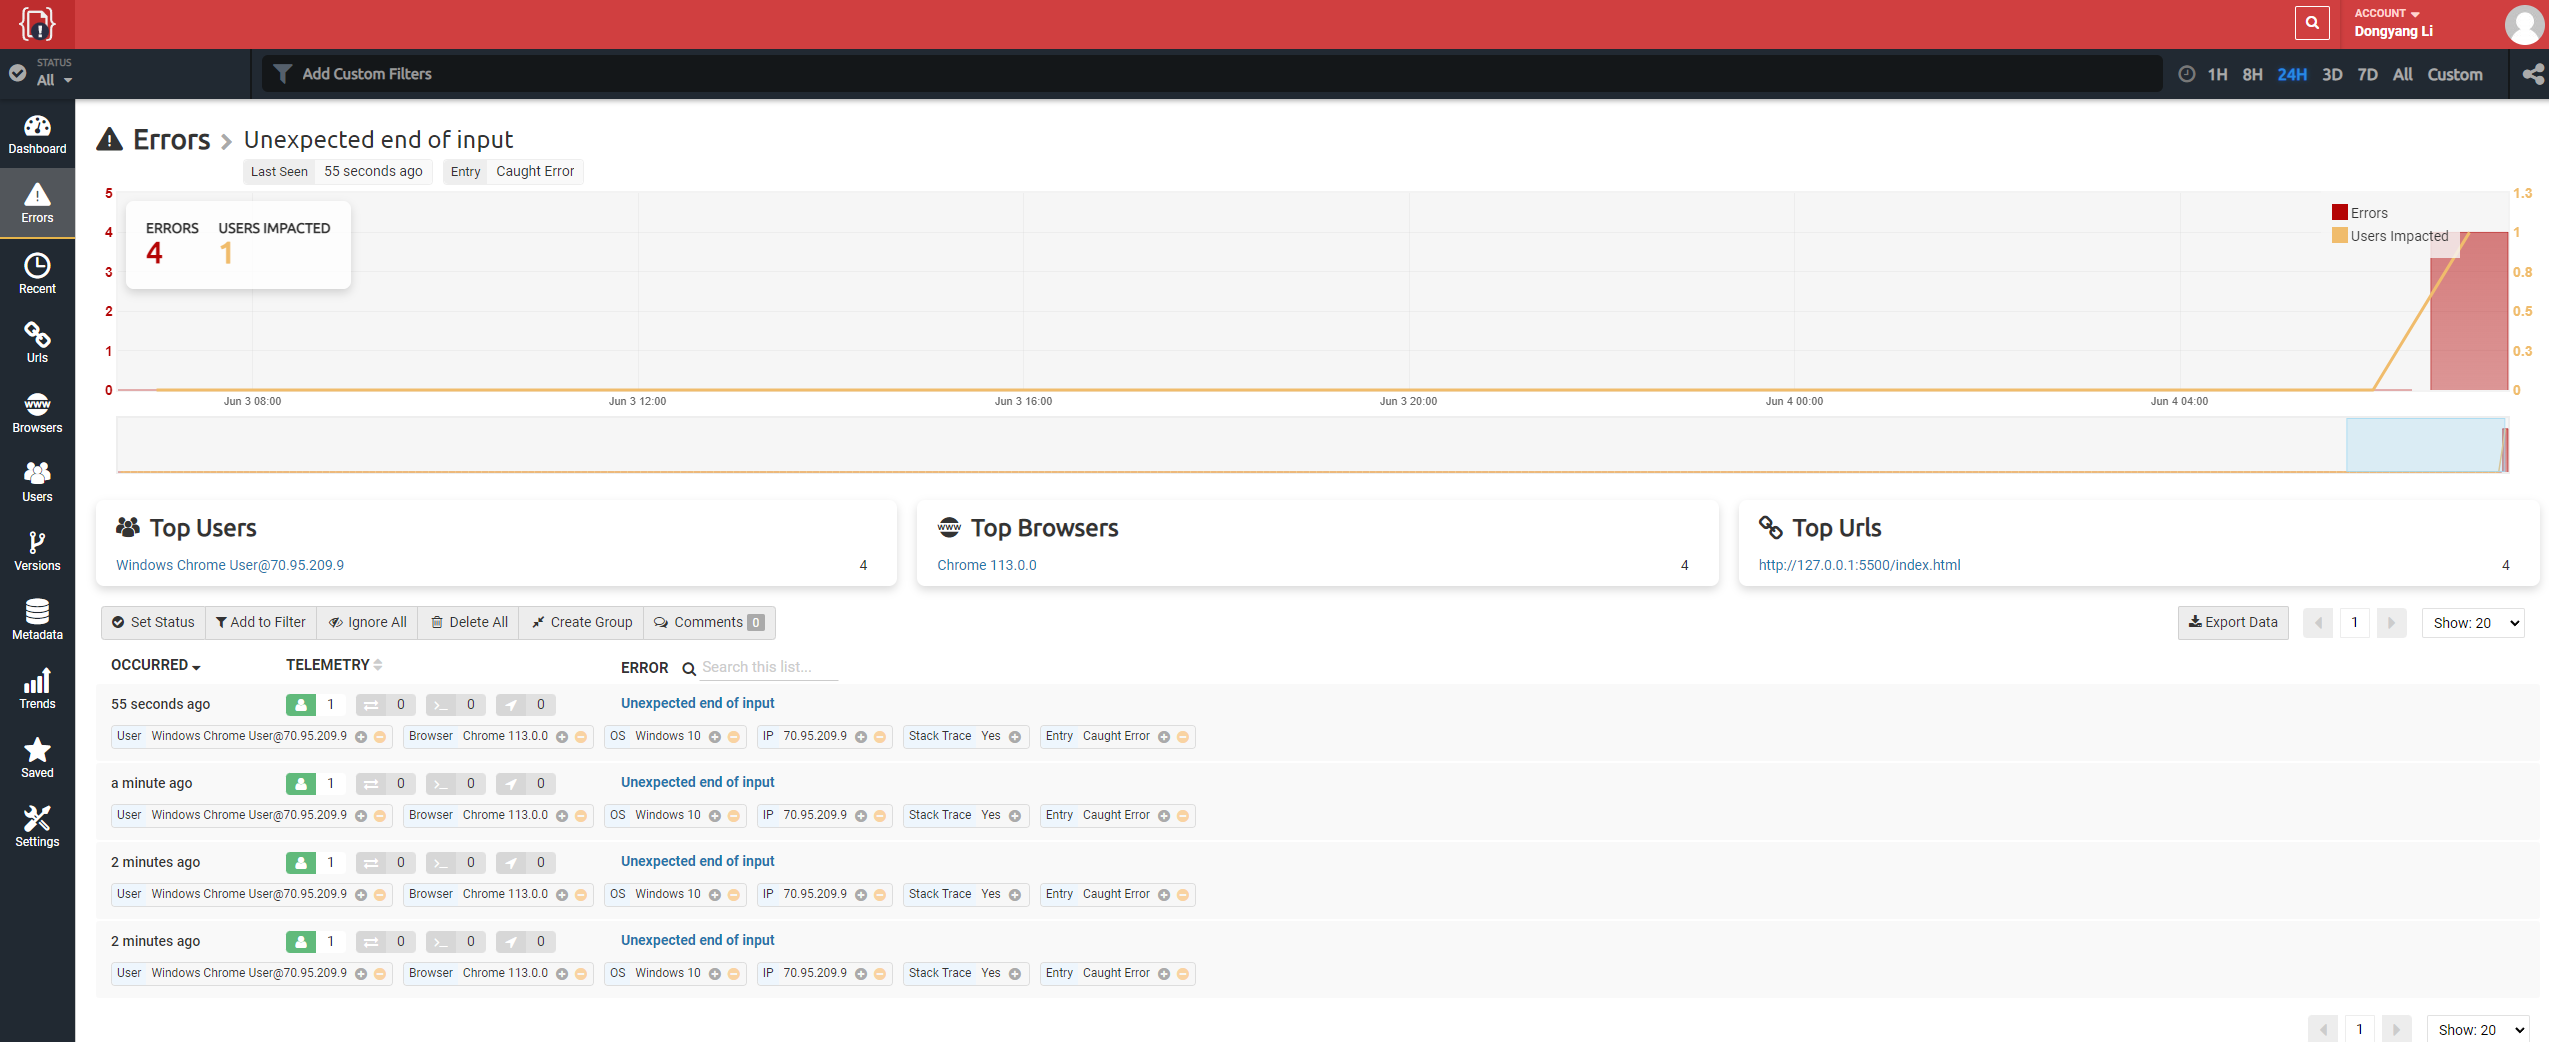 ACCOUNT
Dongyang Li
STATUS
All
Add Custom Filters
1H 8H 24H 3D 7D All Custom
Dashboard
Errors
Recent
Urls
Browsers
Users
Versions
Metadata
Trends
Saved
Settings
Errors Unexpected end of input
Last Seen 55 seconds ago Entry Caught Error
ERRORS USERS IMPACTED
4 1
5
4
3
2
1
0
Errors
Users Impacted
1.3
1
0.8
0.5
0.3
0
Jun 3 08:00 Jun 3 12:00 Jun 3 16:00 Jun 3 20:00 Jun 4 00:00 Jun 4 04:00
Top Users
Windows Chrome User@70.95.209.9 4
www Top Browsers
Chrome 113.0.0 4
Top Urls
http://127.0.0.1:5500/index.html 4
Set Status Add to Filter Ignore All Delete All Create Group Comments 0
Export Data 1 Show: 20
OCCURRED TELEMETRY ERROR Search this list...
55 seconds ago 1 0 0 0 Unexpected end of input
User Windows Chrome User@70.95.209.9 Browser Chrome 113.0.0 OS Windows 10 IP 70.95.209.9 Stack Trace Yes Entry Caught Error
a minute ago 1 0 0 0 Unexpected end of input
User Windows Chrome User@70.95.209.9 Browser Chrome 113.0.0 OS Windows 10 IP 70.95.209.9 Stack Trace Yes Entry Caught Error
2 minutes ago 1 0 0 0 Unexpected end of input
User Windows Chrome User@70.95.209.9 Browser Chrome 113.0.0 OS Windows 10 IP 70.95.209.9 Stack Trace Yes Entry Caught Error
2 minutes ago 1 0 0 0 Unexpected end of input
User Windows Chrome User@70.95.209.9 Browser Chrome 113.0.0 OS Windows 10 IP 70.95.209.9 Stack Trace Yes Entry Caught Error
1 Show: 20